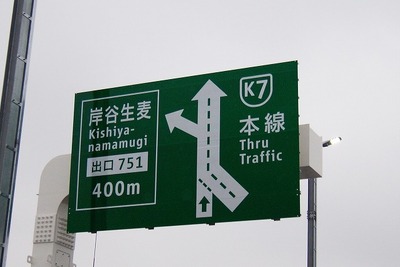 岸谷生麦
Kishiya-
namamugi
出口 751
400m
K7
本線
Thru
Traffic